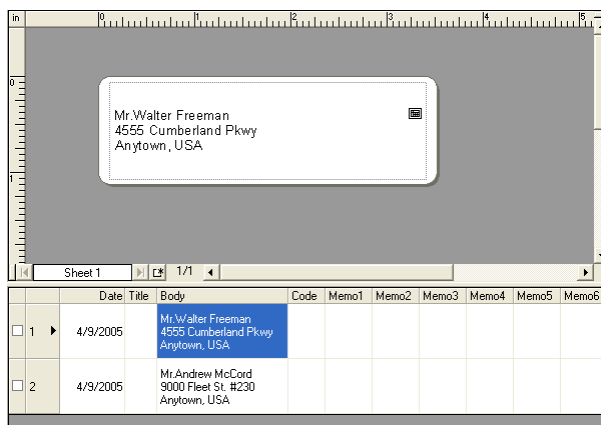 in 0 1 2 3 4 5
0
Mr.Walter Freeman
4555 Cumberland Pkwy
Anytown, USA
1
Sheet 1 1/1
Date Title Body Code Memo1 Memo2 Memo3 Memo4 Memo5 Memo6
Mr.Walter Freeman
1 4/9/2005 4555 Cumberland Pkwy
Anytown, USA
Mr.Andrew McCord
2 4/9/2005 9000 Fleet St. #230
Anytown, USA